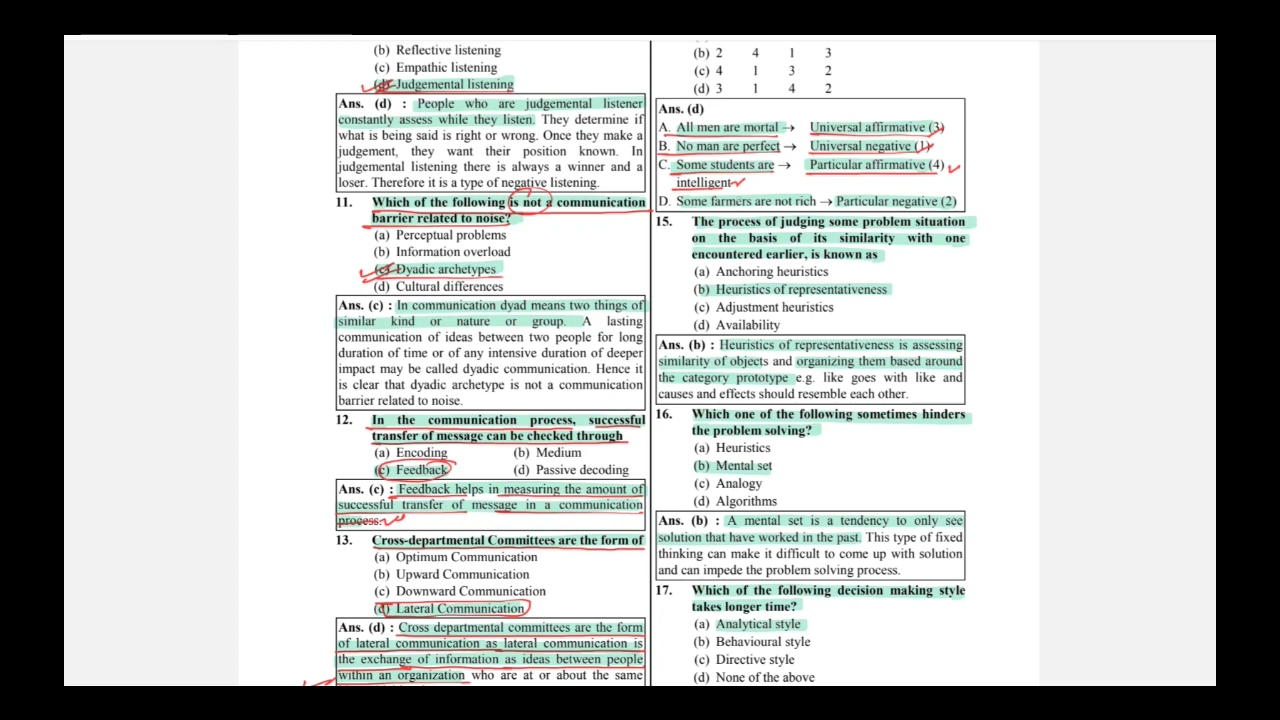 (b) Reflective listening
(c) Empathic listening
(d) Judgemental listening
Ans. (d) : People who are judgemental listener
constantly assess while they listen. They determine if
what is being said is right or wrong. Once they make a
judgement, they want their position known. In
judgemental listening there is always a winner and a
loser. Therefore it is a type of negative listening.
11. Which of the following is not a communication
barrier related to noise?
(a) Perceptual problems
(b) Information overload
(c) Dyadic archetypes
(d) Cultural differences
Ans. (c) : In communication dyad means two things of
similar kind or nature or group. A lasting
communication of ideas between two people for long
duration of time or of any intensive duration of deeper
impact may be called dyadic communication. Hence it
is clear that dyadic archetype is not a communication
barrier related to noise.
12. In the communication process, successful
transfer of message can be checked through
(a) Encoding (b) Medium
(c) Feedback (d) Passive decoding
Ans. (c) : Feedback helps in measuring the amount of
successful transfer of message in a communication
process.
13. Cross-departmental Committees are the form of
(a) Optimum Communication
(b) Upward Communication
(c) Downward Communication
(d) Lateral Communication
Ans. (d) : Cross departmental committees are the form
of lateral communication as lateral communication is
the exchange of information as ideas between people
within an organization who are at or about the same
(b) 2 4 1 3
(c) 4 1 3 2
(d) 3 1 4 2
Ans. (d)
A. All men are mortal → Universal affirmative (3)
B. No man are perfect → Universal negative (1)
C. Some students are → Particular affirmative (4)
intelligent
D. Some farmers are not rich → Particular negative (2)
15. The process of judging some problem situation
on the basis of its similarity with one
encountered earlier, is known as
(a) Anchoring heuristics
(b) Heuristics of representativeness
(c) Adjustment heuristics
(d) Availability
Ans. (b) : Heuristics of representativeness is assessing
similarity of objects and organizing them based around
the category prototype e.g. like goes with like and
causes and effects should resemble each other.
16. Which one of the following sometimes hinders
the problem solving?
(a) Heuristics
(b) Mental set
(c) Analogy
(d) Algorithms
Ans. (b) : A mental set is a tendency to only see
solution that have worked in the past. This type of fixed
thinking can make it difficult to come up with solution
and can impede the problem solving process.
17. Which of the following decision making style
takes longer time?
(a) Analytical style
(b) Behavioural style
(c) Directive style
(d) None of the above